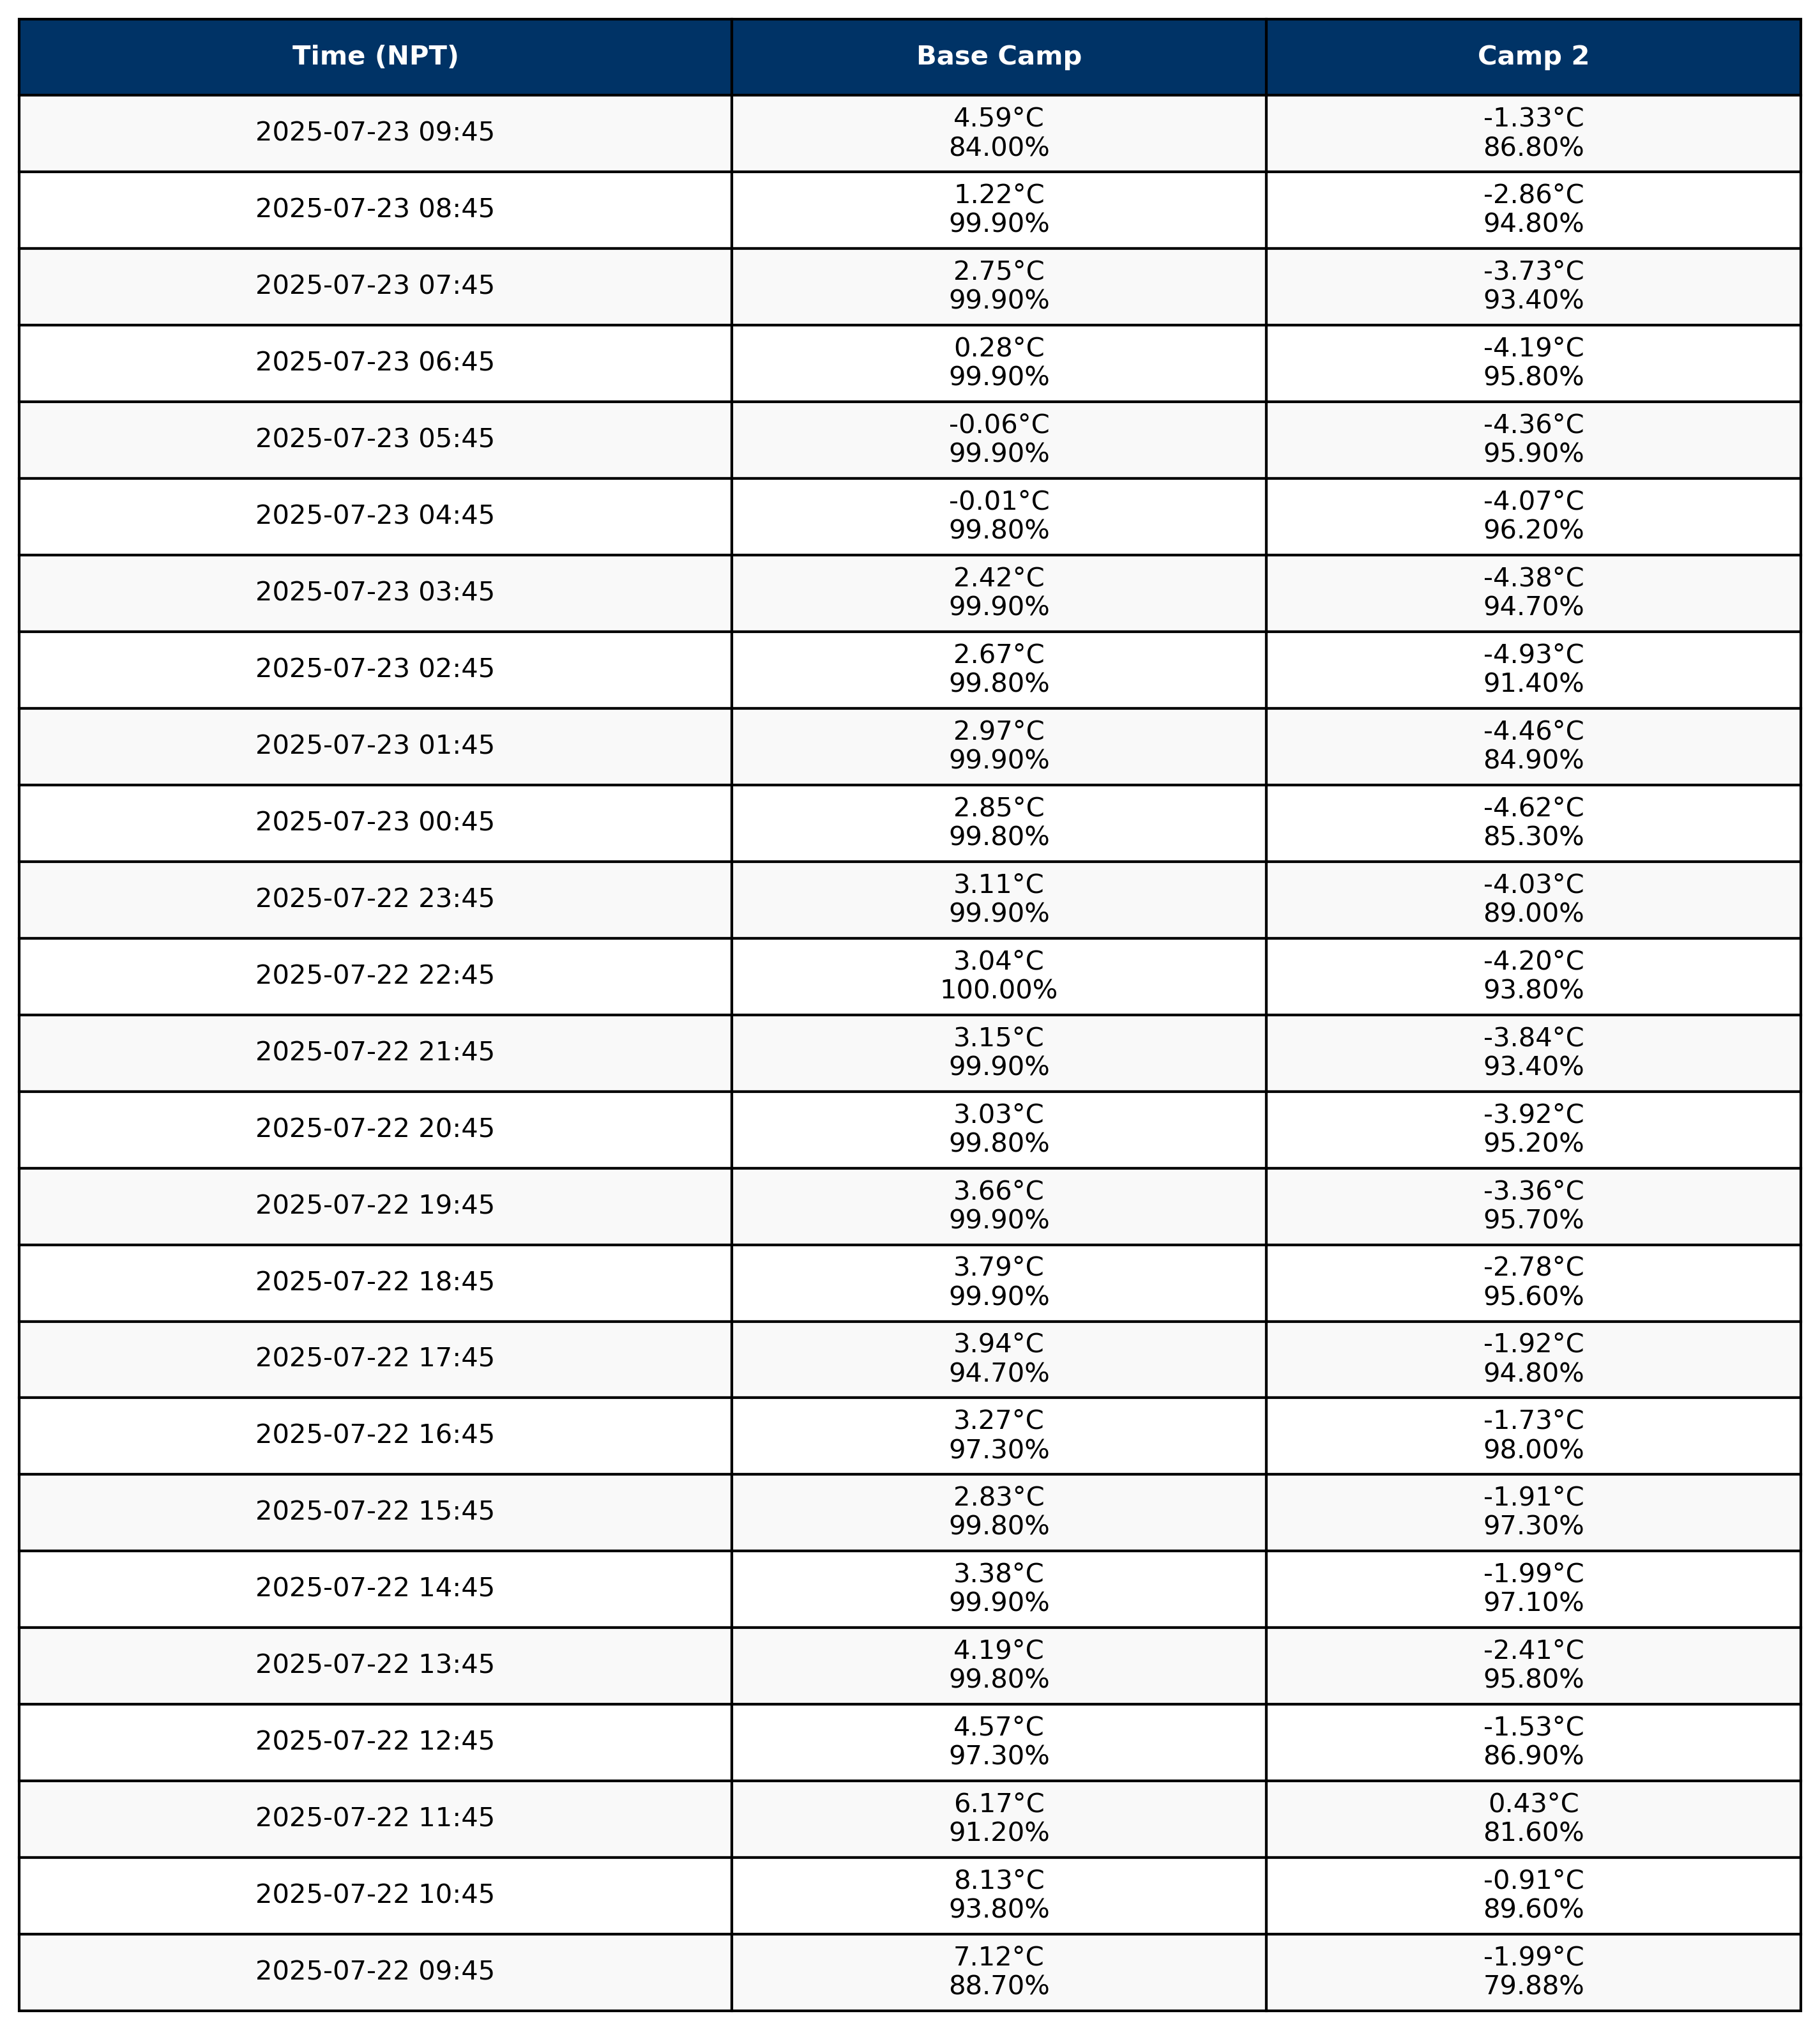 Time (NPT) Base Camp Camp 2
2025-07-23 09:45 4.59°C -1.33°C
84.00% 86.80%
2025-07-23 08:45 1.22°C -2.86°C
99.90% 94.80%
2025-07-23 07:45 2.75°C -3.73°C
99.90% 93.40%
2025-07-23 06:45 0.28°C -4.19°C
99.90% 95.80%
2025-07-23 05:45 -0.06°C -4.36°C
99.90% 95.90%
2025-07-23 04:45 -0.01°C -4.07°C
99.80% 96.20%
2025-07-23 03:45 2.42°C -4.38°C
99.90% 94.70%
2025-07-23 02:45 2.67°C -4.93°C
99.80% 91.40%
2025-07-23 01:45 2.97°C -4.46°C
99.90% 84.90%
2025-07-23 00:45 2.85°C -4.62°C
99.80% 85.30%
2025-07-22 23:45 3.11°C -4.03°C
99.90% 89.00%
2025-07-22 22:45 3.04°C -4.20°C
100.00% 93.80%
2025-07-22 21:45 3.15°C -3.84°C
99.90% 93.40%
2025-07-22 20:45 3.03°C -3.92°C
99.80% 95.20%
2025-07-22 19:45 3.66°C -3.36°C
99.90% 95.70%
2025-07-22 18:45 3.79°C -2.78°C
99.90% 95.60%
2025-07-22 17:45 3.94°C -1.92°C
94.70% 94.80%
2025-07-22 16:45 3.27°C -1.73°C
97.30% 98.00%
2025-07-22 15:45 2.83°C -1.91°C
99.80% 97.30%
2025-07-22 14:45 3.38°C -1.99°C
99.90% 97.10%
2025-07-22 13:45 4.19°C -2.41°C
99.80% 95.80%
2025-07-22 12:45 4.57°C -1.53°C
97.30% 86.90%
2025-07-22 11:45 6.17°C 0.43°C
91.20% 81.60%
2025-07-22 10:45 8.13°C -0.91°C
93.80% 89.60%
2025-07-22 09:45 7.12°C -1.99°C
88.70% 79.88%